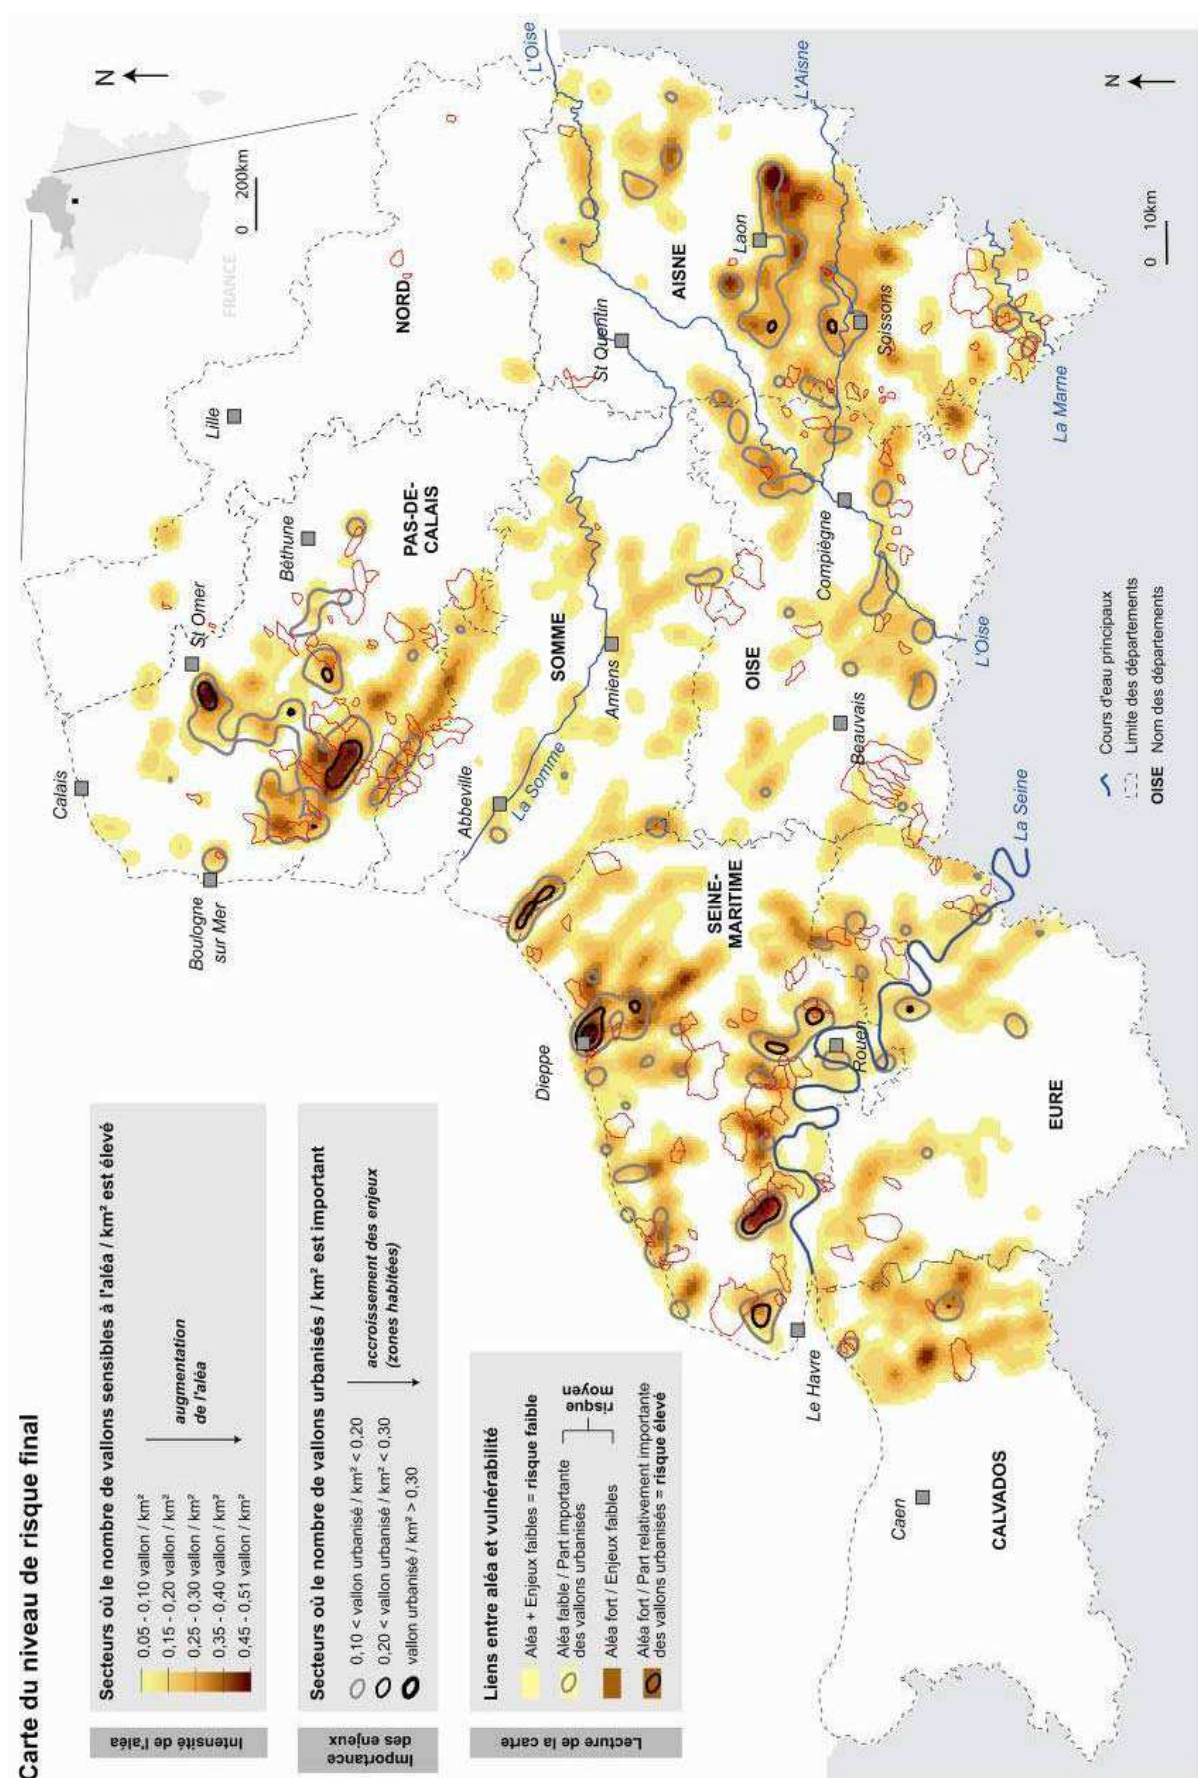 Carte du niveau de risque final
Intensité de l'aléa
Secteurs où le nombre de vallons sensibles à l'aléa / km² est élevé
0,05 - 0,10 vallon / km²
0,15 - 0,20 vallon / km²
0,25 - 0,30 vallon / km²
0,35 - 0,40 vallon / km²
0,45 - 0,51 vallon / km²
augmentation
de l'aléa
Importance
des enjeux
Secteurs où le nombre de vallons urbanisés / km² est important
0,10 < vallon urbanisé / km² < 0,20
0,20 < vallon urbanisé / km² < 0,30
vallon urbanisé / km² > 0,30
accroissement des enjeux
(zones habitées)
Lecture de la carte
Liens entre aléa et vulnérabilité
Aléa + Enjeux faibles = risque faible
Aléa faible / Part importante
des vallons urbanisés
Aléa fort / Enjeux faibles
risque
moyen
Aléa fort / Part relativement importante
des vallons urbanisés = risque élevé
N
FRANCE
0 200km
Calais
Boulogne
sur Mer
St Omer
Lille
Béthune
NORD
PAS-DE-
CALAIS
Abbeville
La Somme
SOMME
Amiens
St Quentin
L'Oise
AISNE
Laon
L'Aisne
Soissons
La Marne
Dieppe
SEINE-
MARITIME
OISE
Beauvais
Compiègne
L'Oise
Rouen
La Seine
Le Havre
EURE
Caen
CALVADOS
N
0 10km
Cours d'eau principaux
Limite des départements
OISE Nom des départements